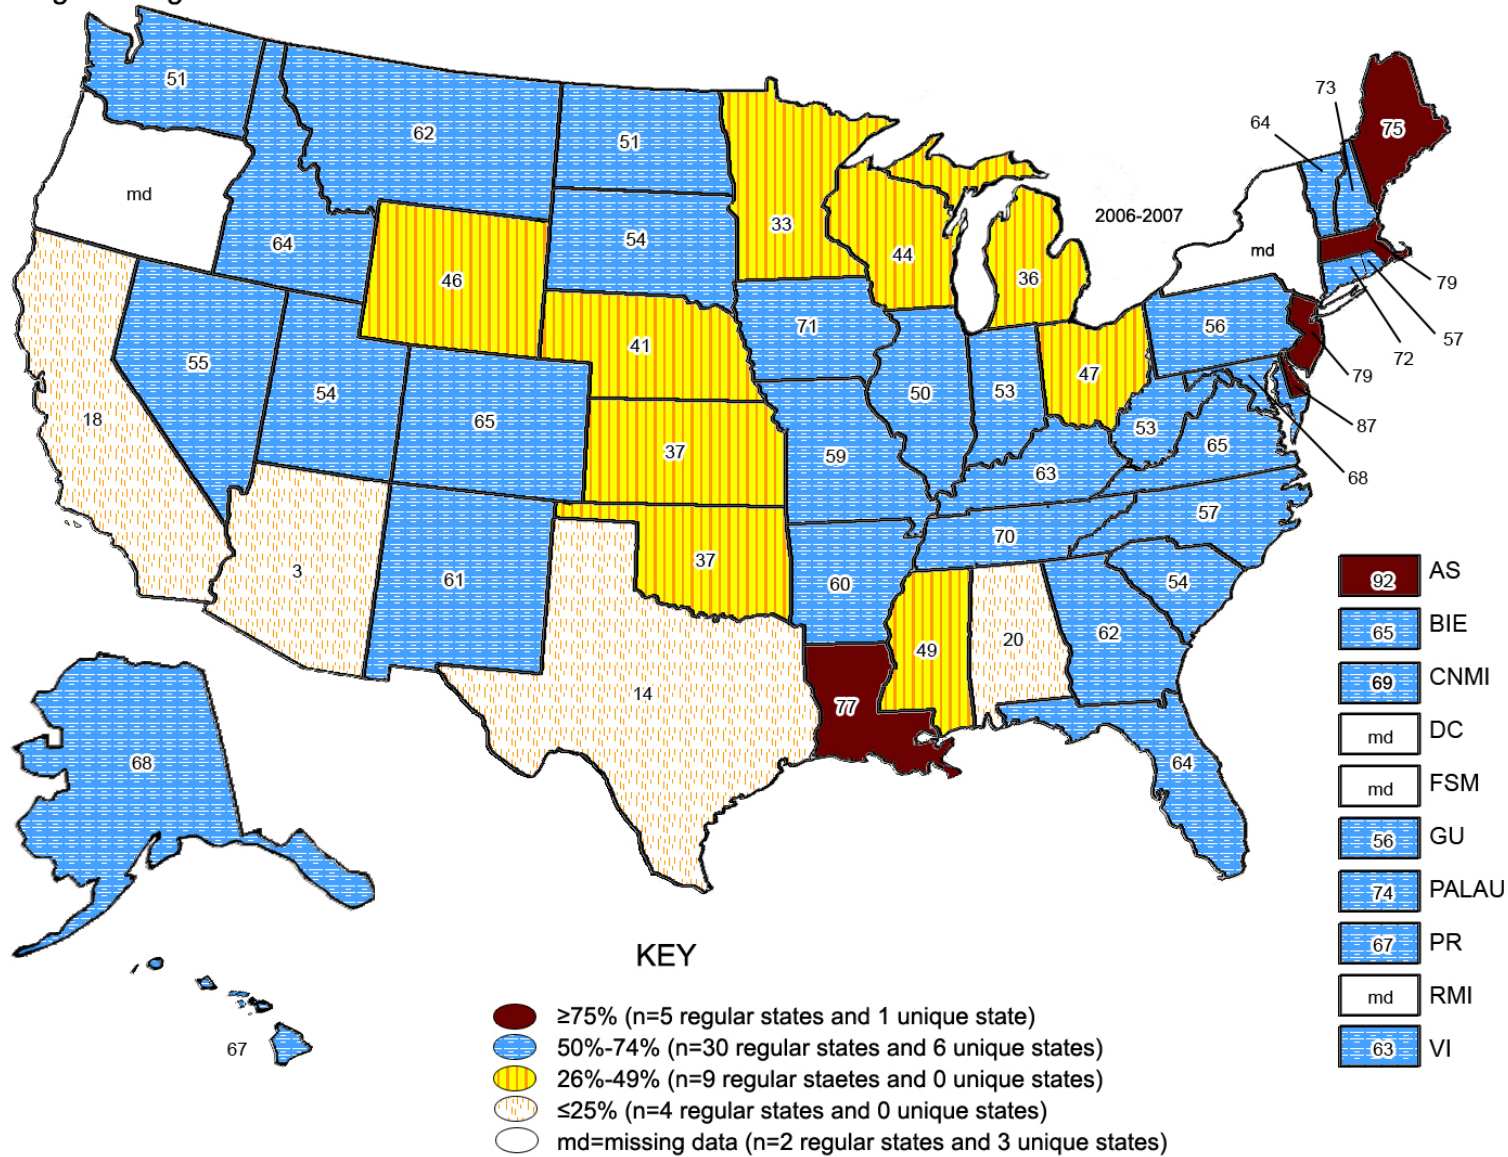 51
62
51
73
64
75
md
64
54
33
44
36
2006-2007
md
46
79
55
54
41
71
56
57
72
79
18
65
37
59
50
53
47
53
65
87
68
63
57
3
61
37
60
70
54
92 AS
65 BIE
69 CNMI
md DC
md FSM
56 GU
74 PALAU
67 PR
md RMI
63 VI
14
77
49
20
62
64
68
67
KEY
≥75% (n=5 regular states and 1 unique state)
50%-74% (n=30 regular states and 6 unique states)
26%-49% (n=9 regular staetes and 0 unique states)
≤25% (n=4 regular states and 0 unique states)
md=missing data (n=2 regular states and 3 unique states)